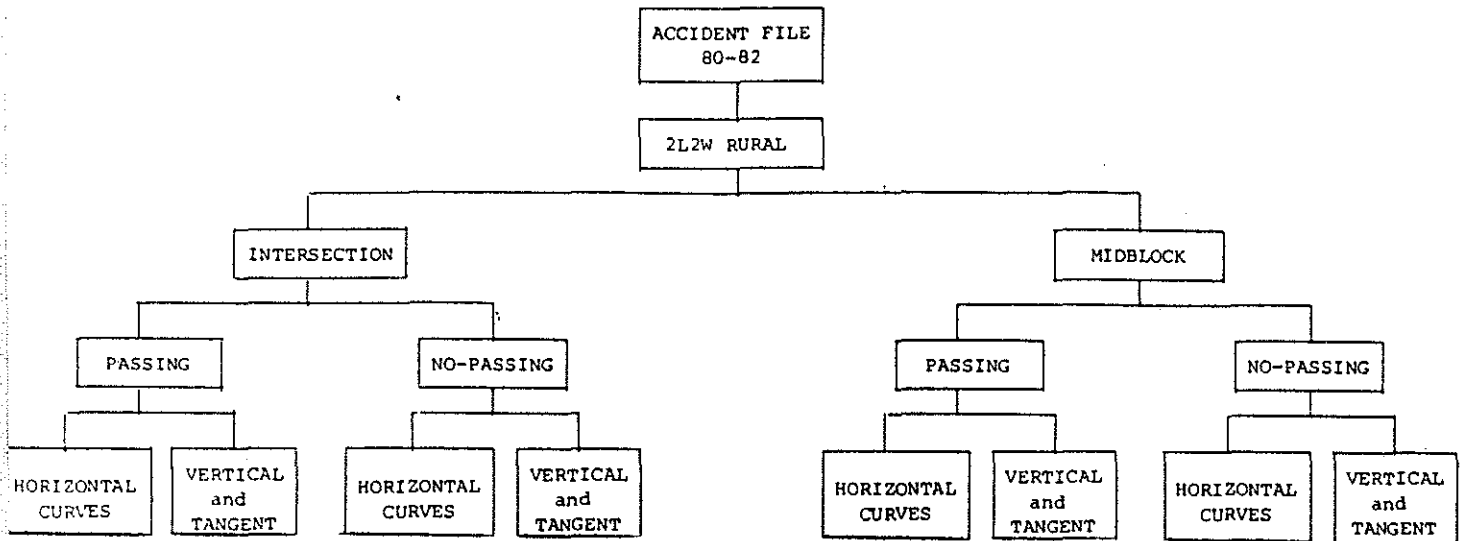 ACCIDENT FILE
80-82
2L2W RURAL
INTERSECTION
MIDBLOCK
PASSING
NO-PASSING
PASSING
NO-PASSING
HORIZONTAL
CURVES
VERTICAL
and
TANGENT
HORIZONTAL
CURVES
VERTICAL
and
TANGENT
HORIZONTAL
CURVES
VERTICAL
and
TANGENT
HORIZONTAL
CURVES
VERTICAL
and
TANGENT